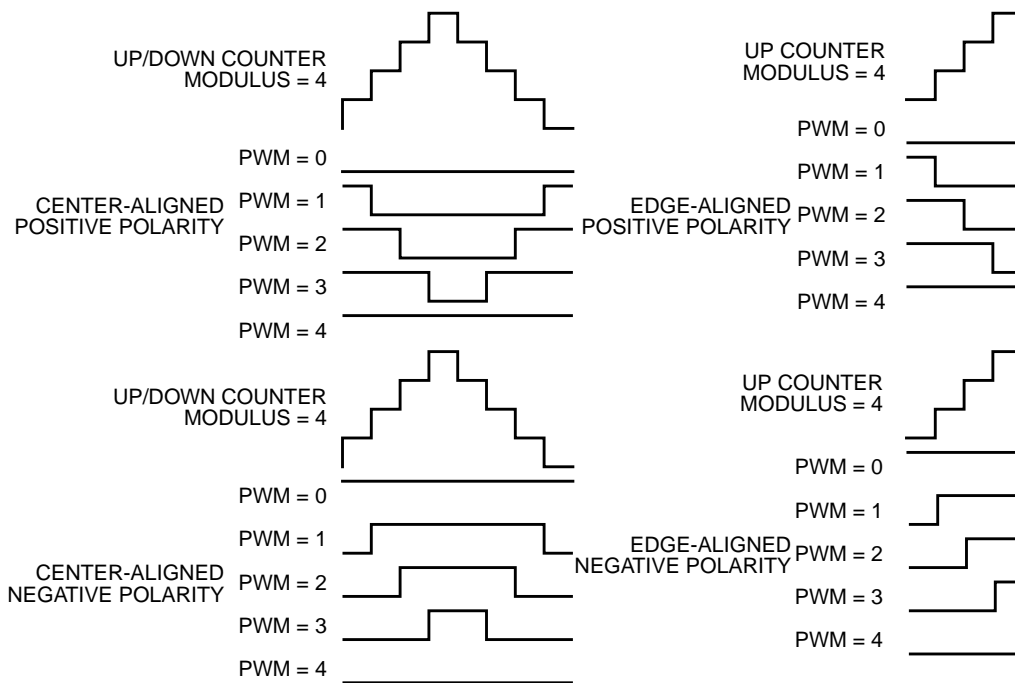 UP/DOWN COUNTER
MODULUS = 4
PWM = 0
CENTER-ALIGNED
POSITIVE POLARITY
PWM = 1
PWM = 2
PWM = 3
PWM = 4
UP COUNTER
MODULUS = 4
PWM = 0
EDGE-ALIGNED
POSITIVE POLARITY
PWM = 1
PWM = 2
PWM = 3
PWM = 4
UP/DOWN COUNTER
MODULUS = 4
PWM = 0
PWM = 1
CENTER-ALIGNED
NEGATIVE POLARITY
PWM = 2
PWM = 3
PWM = 4
UP COUNTER
MODULUS = 4
PWM = 0
PWM = 1
EDGE-ALIGNED
NEGATIVE POLARITY
PWM = 2
PWM = 3
PWM = 4